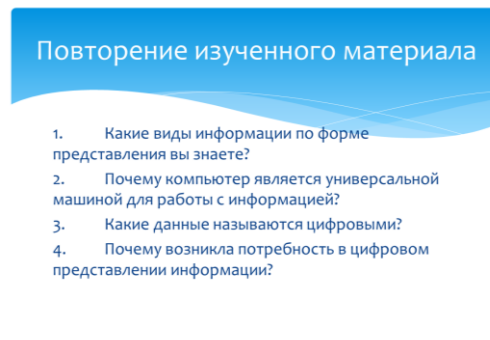 Повторение изученного материала
1. Какие виды информации по форме
представления вы знаете?
2. Почему компьютер является универсальной
машиной для работы с информацией?
3. Какие данные называются цифровыми?
4. Почему возникла потребность в цифровом
представлении информации?